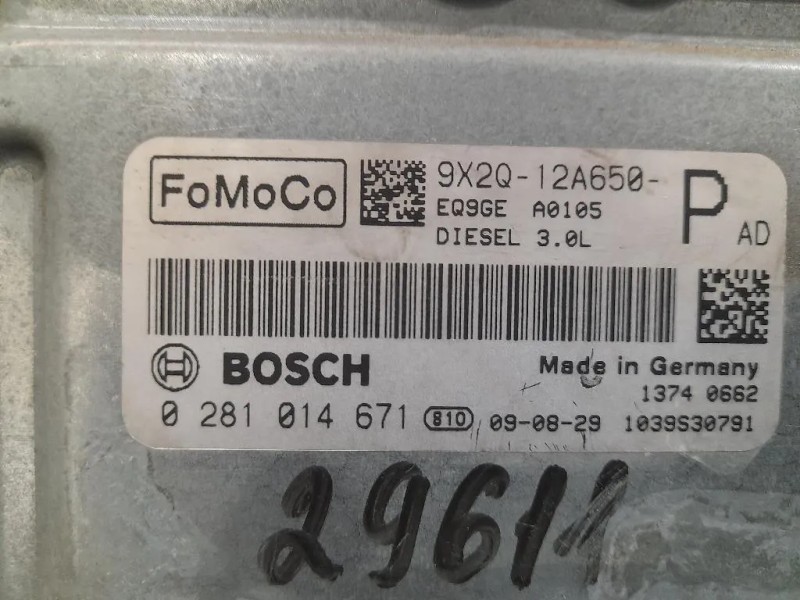 FoMoCo
9X2Q-12A650-
P
AD
EQ9GE A0105
DIESEL 3.0L
BOSCH
Made in Germany
1374 0662
0 281 014 671 810 09-08-29 1039S30791
29611